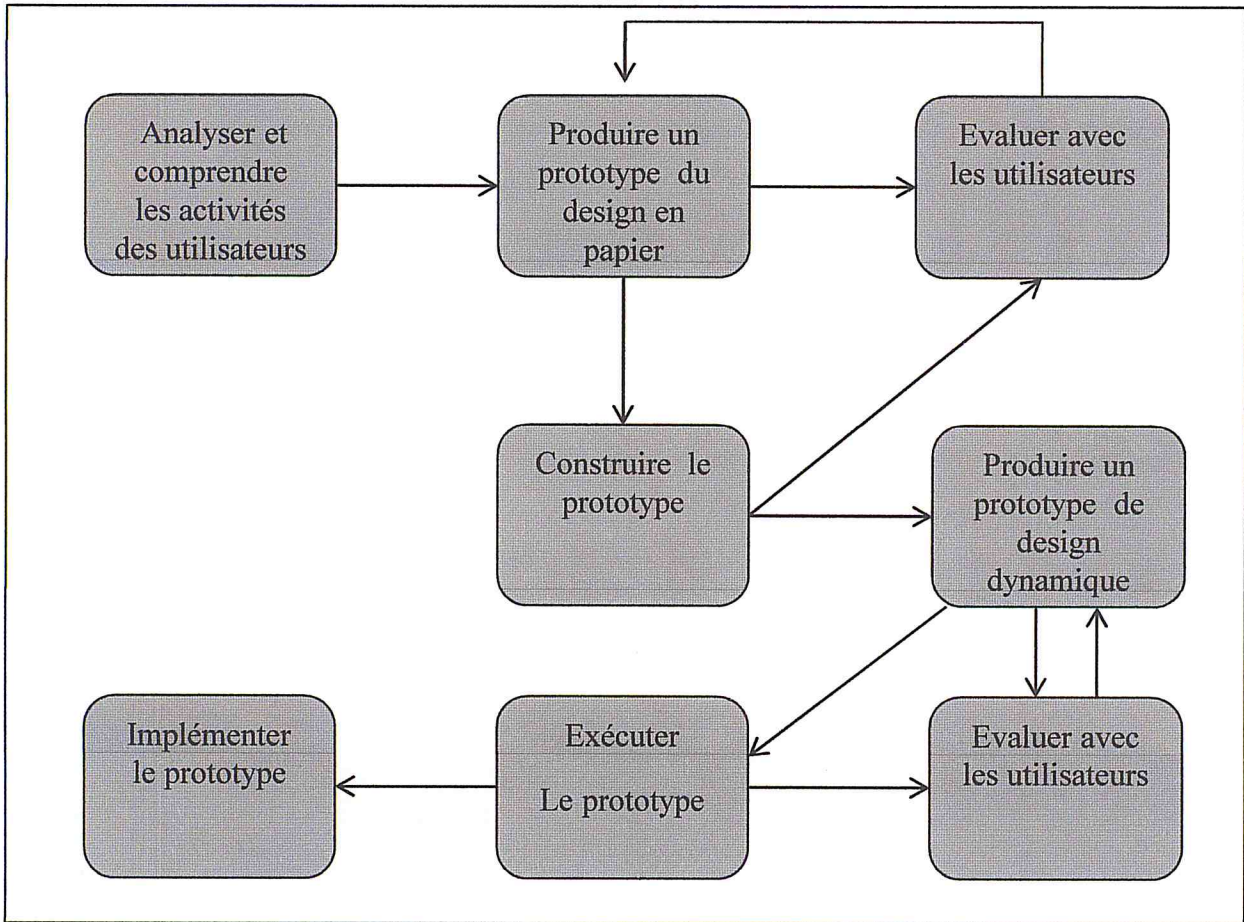 Analyser et
comprendre
les activités
des utilisateurs
Produire un
prototype du
design en
papier
Evaluer avec
les utilisateurs
Construire le
prototype
Produire un
prototype de
design
dynamique
Implémenter
le prototype
Exécuter
Le prototype
Evaluer avec
les utilisateurs